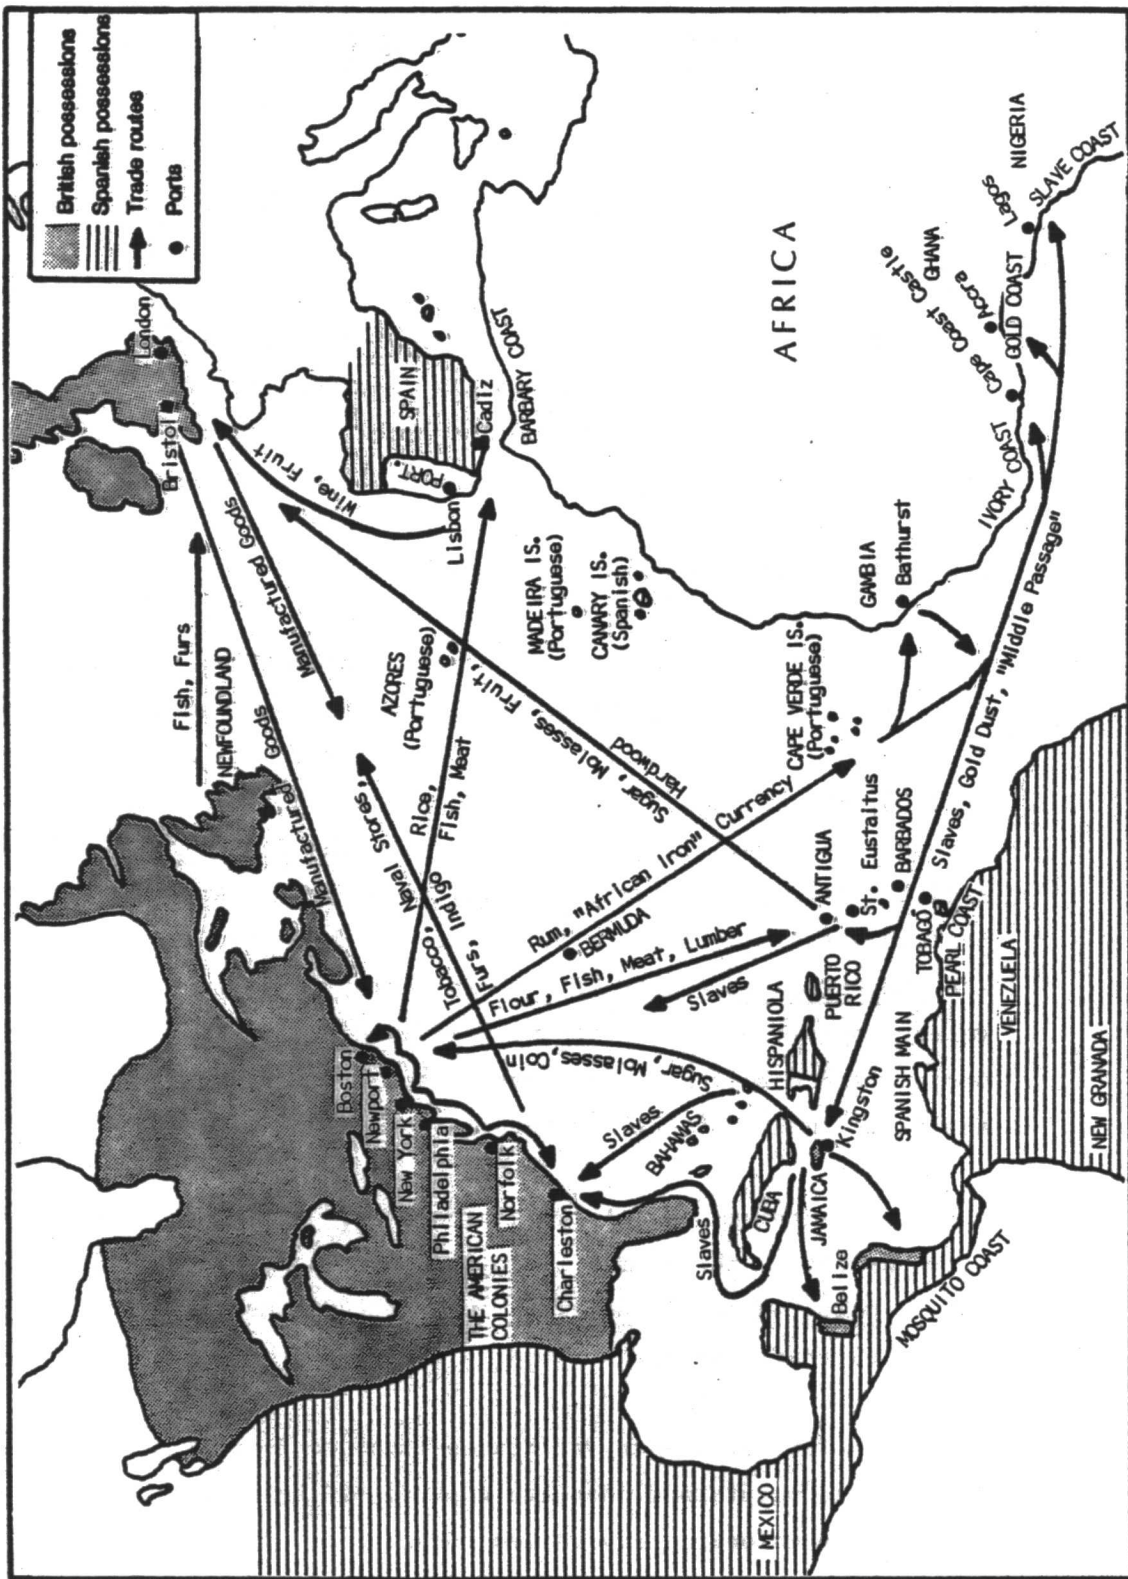 British possessions
Spanish possessions
Trade routes
Ports
London
Bristol
Fish, Furs
NEWFOUNDLAND
Manufactured Goods
Manufactured Goods
Wine, Fruit
SPAIN
PORT.
Lisbon
Cadiz
BARBARY COAST
AZORES
(Portuguese)
MADEIRA IS.
(Portuguese)
CANARY IS.
(Spanish)
AFRICA
Tobacco, Naval Stores,
Furs, Indigo
Rice,
Fish, Meat
Sugar, Molasses, Fruit,
Hardwood
Rum, "African Iron" Currency
BERMUDA
Flour, Fish, Meat, Lumber
Slaves
Sugar, Molasses, Coin
Slaves
Slaves
Boston
Newport
New York
Philadelphia
Norfolk
Charleston
THE AMERICAN
COLONIES
BAHAMAS
HISPANIOLA
PUERTO
RICO
CUBA
JAMAICA
Kingston
ANTIGUA
St. Eustaitus
BARBADOS
TOBAGO
PEARL COAST
SPANISH MAIN
VENEZUELA
NEW GRANADA
Belize
MOSQUITO COAST
MEXICO
CAPE VERDE IS.
(Portuguese)
GAMBIA
Bathurst
IVORY COAST
Cape Coast Castle
GOLD COAST
Accra
GHANA
Lagos
NIGERIA
SLAVE COAST
Slaves, Gold Dust, "Middle Passage"